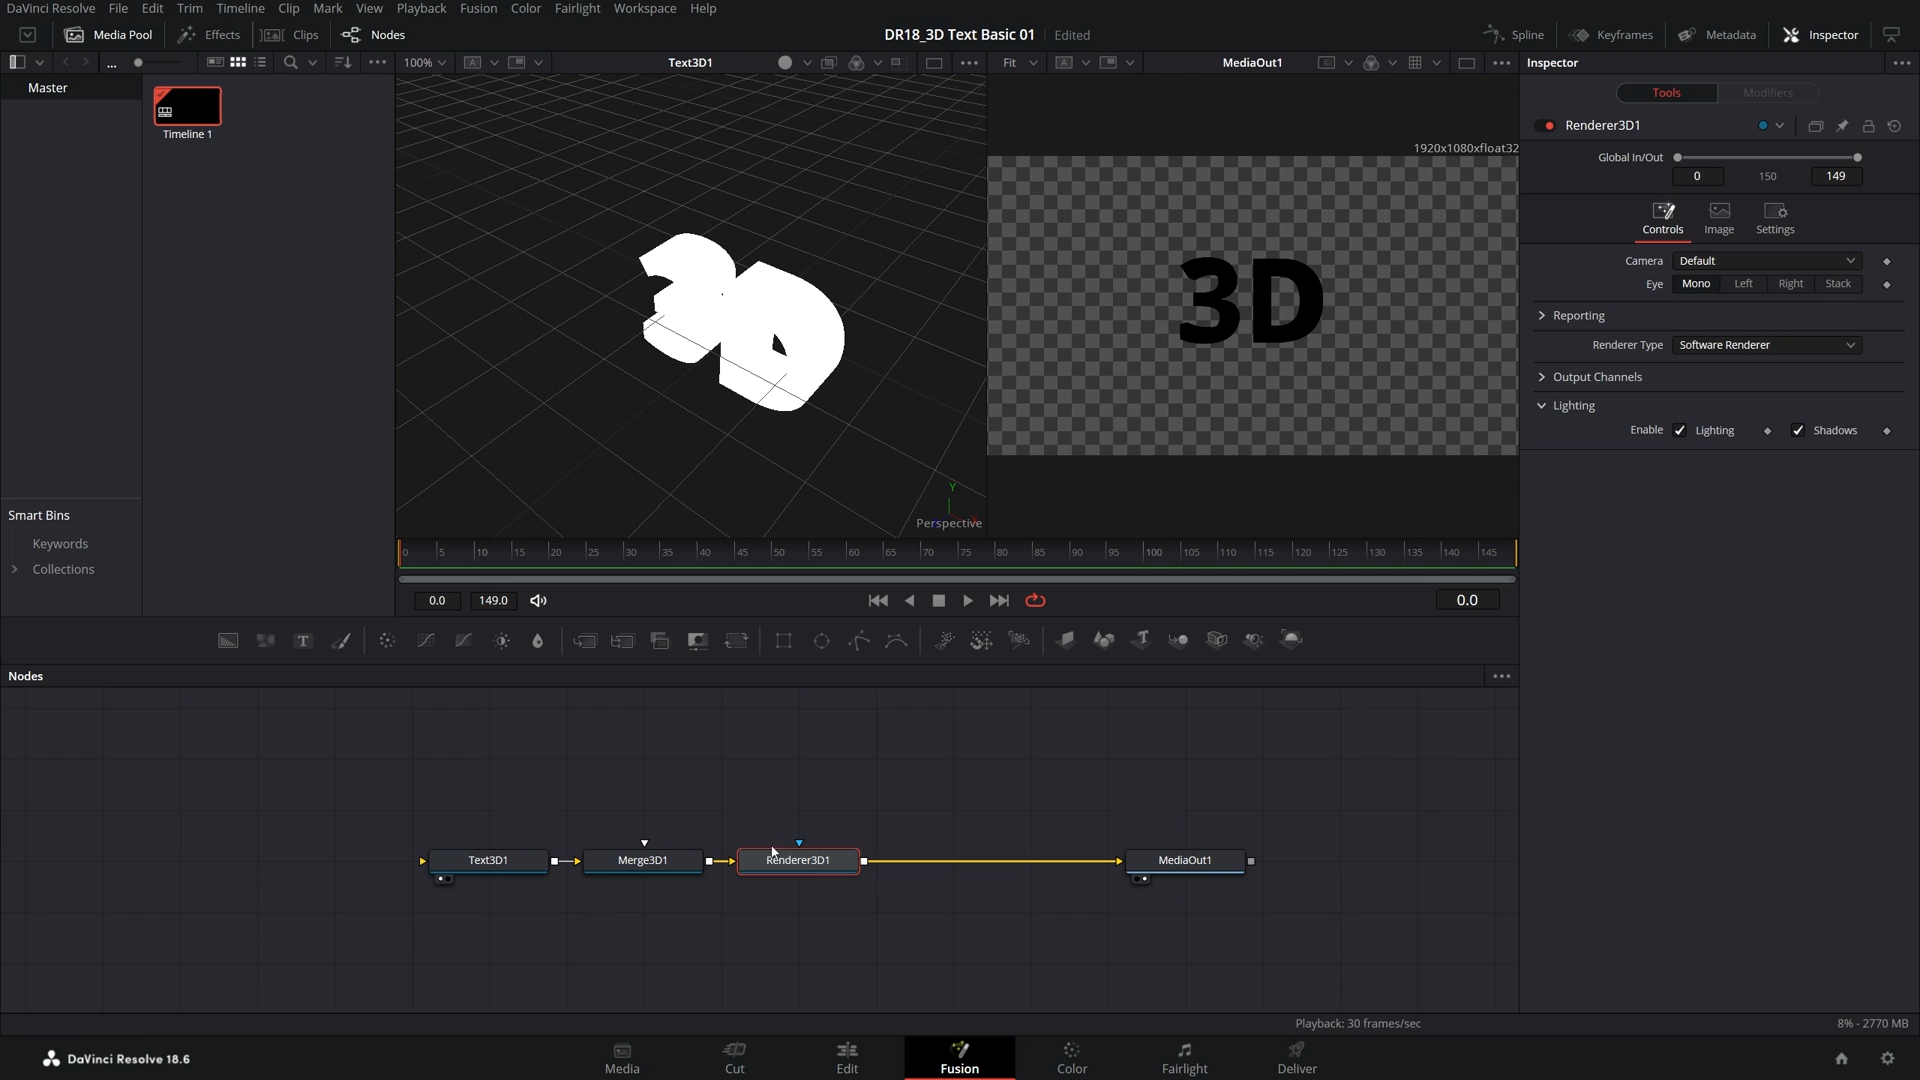 DaVinci Resolve File Edit Trim Timeline Clip Mark View Playback Fusion Color Fairlight Workspace Help
Media Pool Effects Clips Nodes DR18_3D Text Basic 01 Edited Spline Keyframes Metadata Inspector
... 100% A Text3D1 Fit A MediaOut1 Inspector
Master
Timeline 1
Tools Modifiers
Renderer3D1
1920x1080xfloat32
Global In/Out
0 150 149
Controls Image Settings
Camera Default
Eye Mono Left Right Stack
Reporting
Renderer Type Software Renderer
Output Channels
Lighting
Enable Lighting Shadows
3D
3D
Y
Perspective
Smart Bins
Keywords
Collections
0 5 10 15 20 25 30 35 40 45 50 55 60 65 70 75 80 85 90 95 100 105 110 115 120 125 130 135 140 145
0.0 149.0 0.0
T
Nodes
Text3D1 Merge3D1 Renderer3D1 MediaOut1
Playback: 30 frames/sec 8% - 2770 MB
DaVinci Resolve 18.6 Media Cut Edit Fusion Color Fairlight Deliver